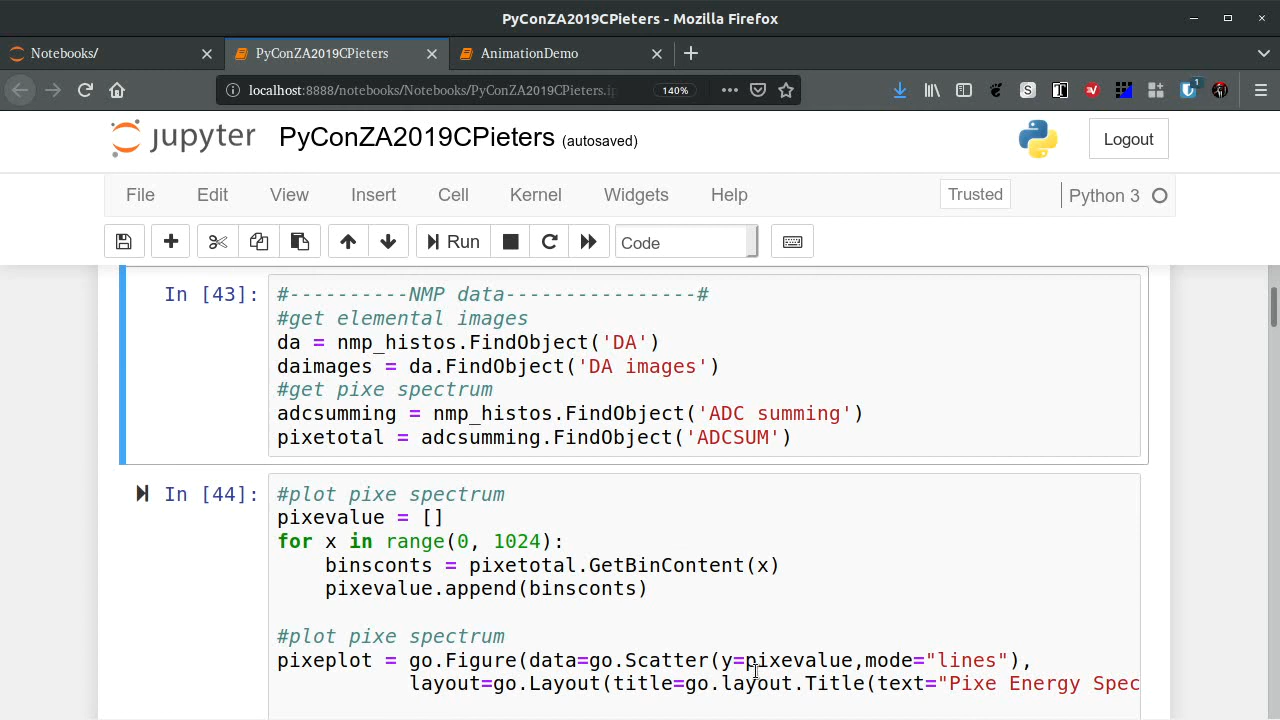 PyConZA2019CPieters - Mozilla Firefox
Notebooks/ PyConZA2019CPieters AnimationDemo
localhost:8888/notebooks/Notebooks/PyConZA2019CPieters.i 140% 1
jupyter PyConZA2019CPieters (autosaved) Logout
File Edit View Insert Cell Kernel Widgets Help Trusted Python 3
Run Code
In [43]: #----------NMP data----------------#
#get elemental images
da = nmp_histos.FindObject('DA')
daimages = da.FindObject('DA images')
#get pixe spectrum
adcsumming = nmp_histos.FindObject('ADC summing')
pixetotal = adcsumming.FindObject('ADCSUM')
In [44]: #plot pixe spectrum
pixevalue = []
for x in range(0, 1024):
    binsconts = pixetotal.GetBinContent(x)
    pixevalue.append(binsconts)
#plot pixe spectrum
pixeplot = go.Figure(data=go.Scatter(y=pixevalue,mode="lines"),
           layout=go.Layout(title=go.layout.Title(text="Pixe Energy Spec